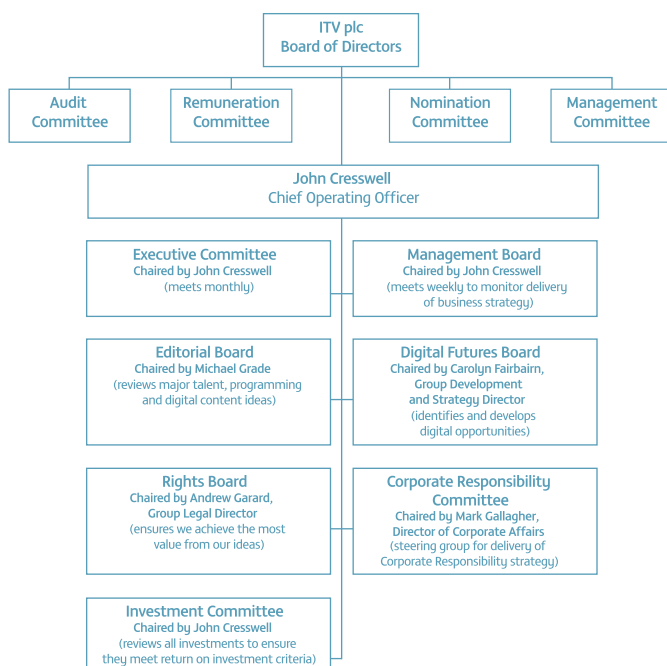 ITV plc
Board of Directors
Audit
Committee
Remuneration
Committee
Nomination
Committee
Management
Committee
John Cresswell
Chief Operating Officer
Executive Committee
Chaired by John Cresswell
(meets monthly)
Management Board
Chaired by John Cresswell
(meets weekly to monitor delivery
of business strategy)
Editorial Board
Chaired by Michael Grade
(reviews major talent, programming
and digital content ideas)
Digital Futures Board
Chaired by Carolyn Fairbairn,
Group Development
and Strategy Director
(identifies and develops
digital opportunities)
Rights Board
Chaired by Andrew Garard,
Group Legal Director
(ensures we achieve the most
value from our ideas)
Corporate Responsibility
Committee
Chaired by Mark Gallagher,
Director of Corporate Affairs
(steering group for delivery of
Corporate Responsibility strategy)
Investment Committee
Chaired by John Cresswell
(reviews all investments to ensure
they meet return on investment criteria)